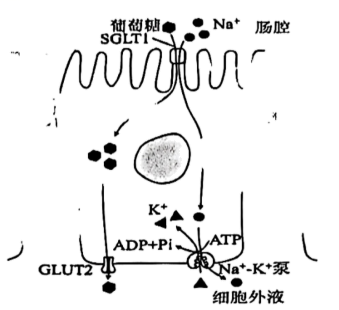 葡萄糖 Na⁺ 肠腔
SGLT1
K⁺
ATP
ADP+Pi
GLUT2 Na⁺-K⁺泵
细胞外液